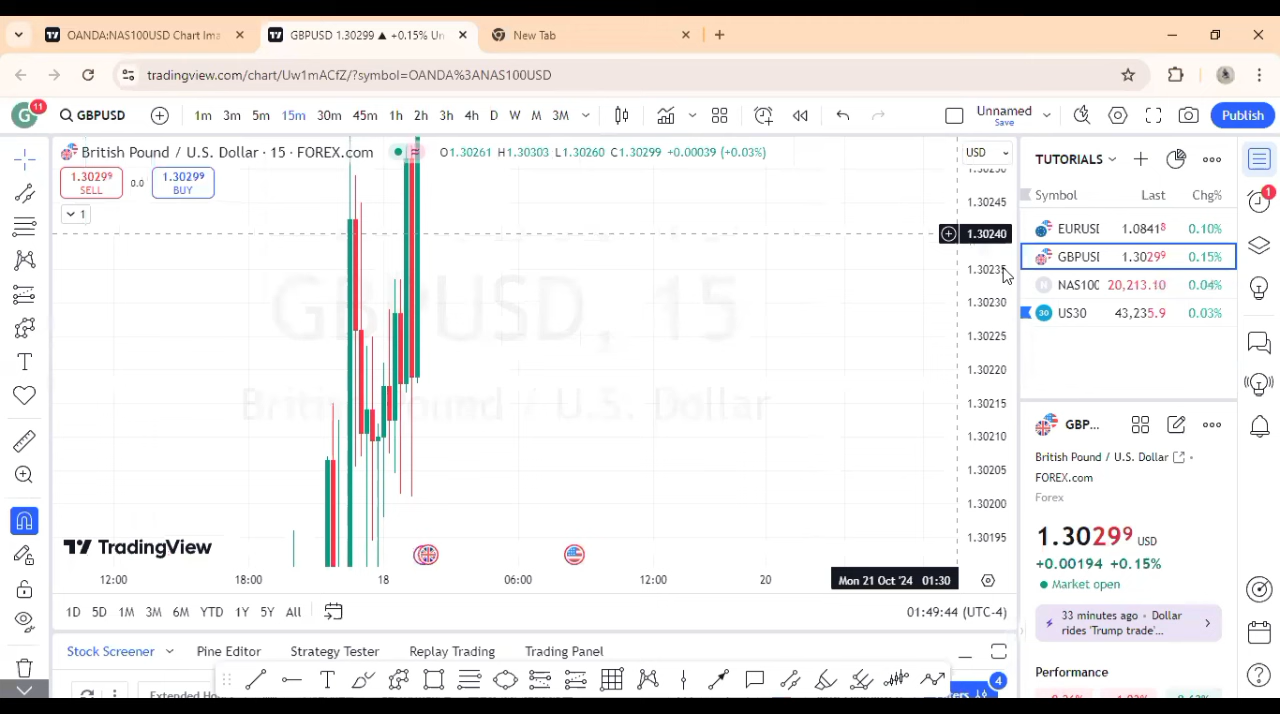 OANDA:NAS100USD Chart Ima
GBPUSD 1.30299 ▲ +0.15% Un
New Tab
tradingview.com/chart/Uw1mACfZ/?symbol=OANDA%3ANAS100USD
G 11
GBPUSD
1m 3m 5m 15m 30m 45m 1h 2h 3h 4h D W M 3M
Unnamed
Save
Publish
British Pound / U.S. Dollar · 15 · FOREX.com
O1.30261 H1.30303 L1.30260 C1.30299 +0.00039 (+0.03%)
USD
1.30299
SELL
0.0
1.30299
BUY
1
GBPUSD, 15
British Pound / U.S. Dollar
1.30250
1.30245
1.30240
1.30235
1.30230
1.30225
1.30220
1.30215
1.30210
1.30205
1.30200
1.30195
TradingView
12:00 18:00 18 06:00 12:00 20
Mon 21 Oct '24 01:30
1D 5D 1M 3M 6M YTD 1Y 5Y All
01:49:44 (UTC-4)
Stock Screener
Pine Editor
Strategy Tester
Replay Trading
Trading Panel
4
TUTORIALS
Symbol Last Chg%
EURUSI 1.08418 0.10%
GBPUSI 1.30299 0.15%
NAS100 20,213.10 0.04%
30 US30 43,235.9 0.03%
1
GBP...
British Pound / U.S. Dollar
FOREX.com
Forex
1.30299 USD
+0.00194 +0.15%
Market open
33 minutes ago · Dollar
rides 'Trump trade'...
Performance